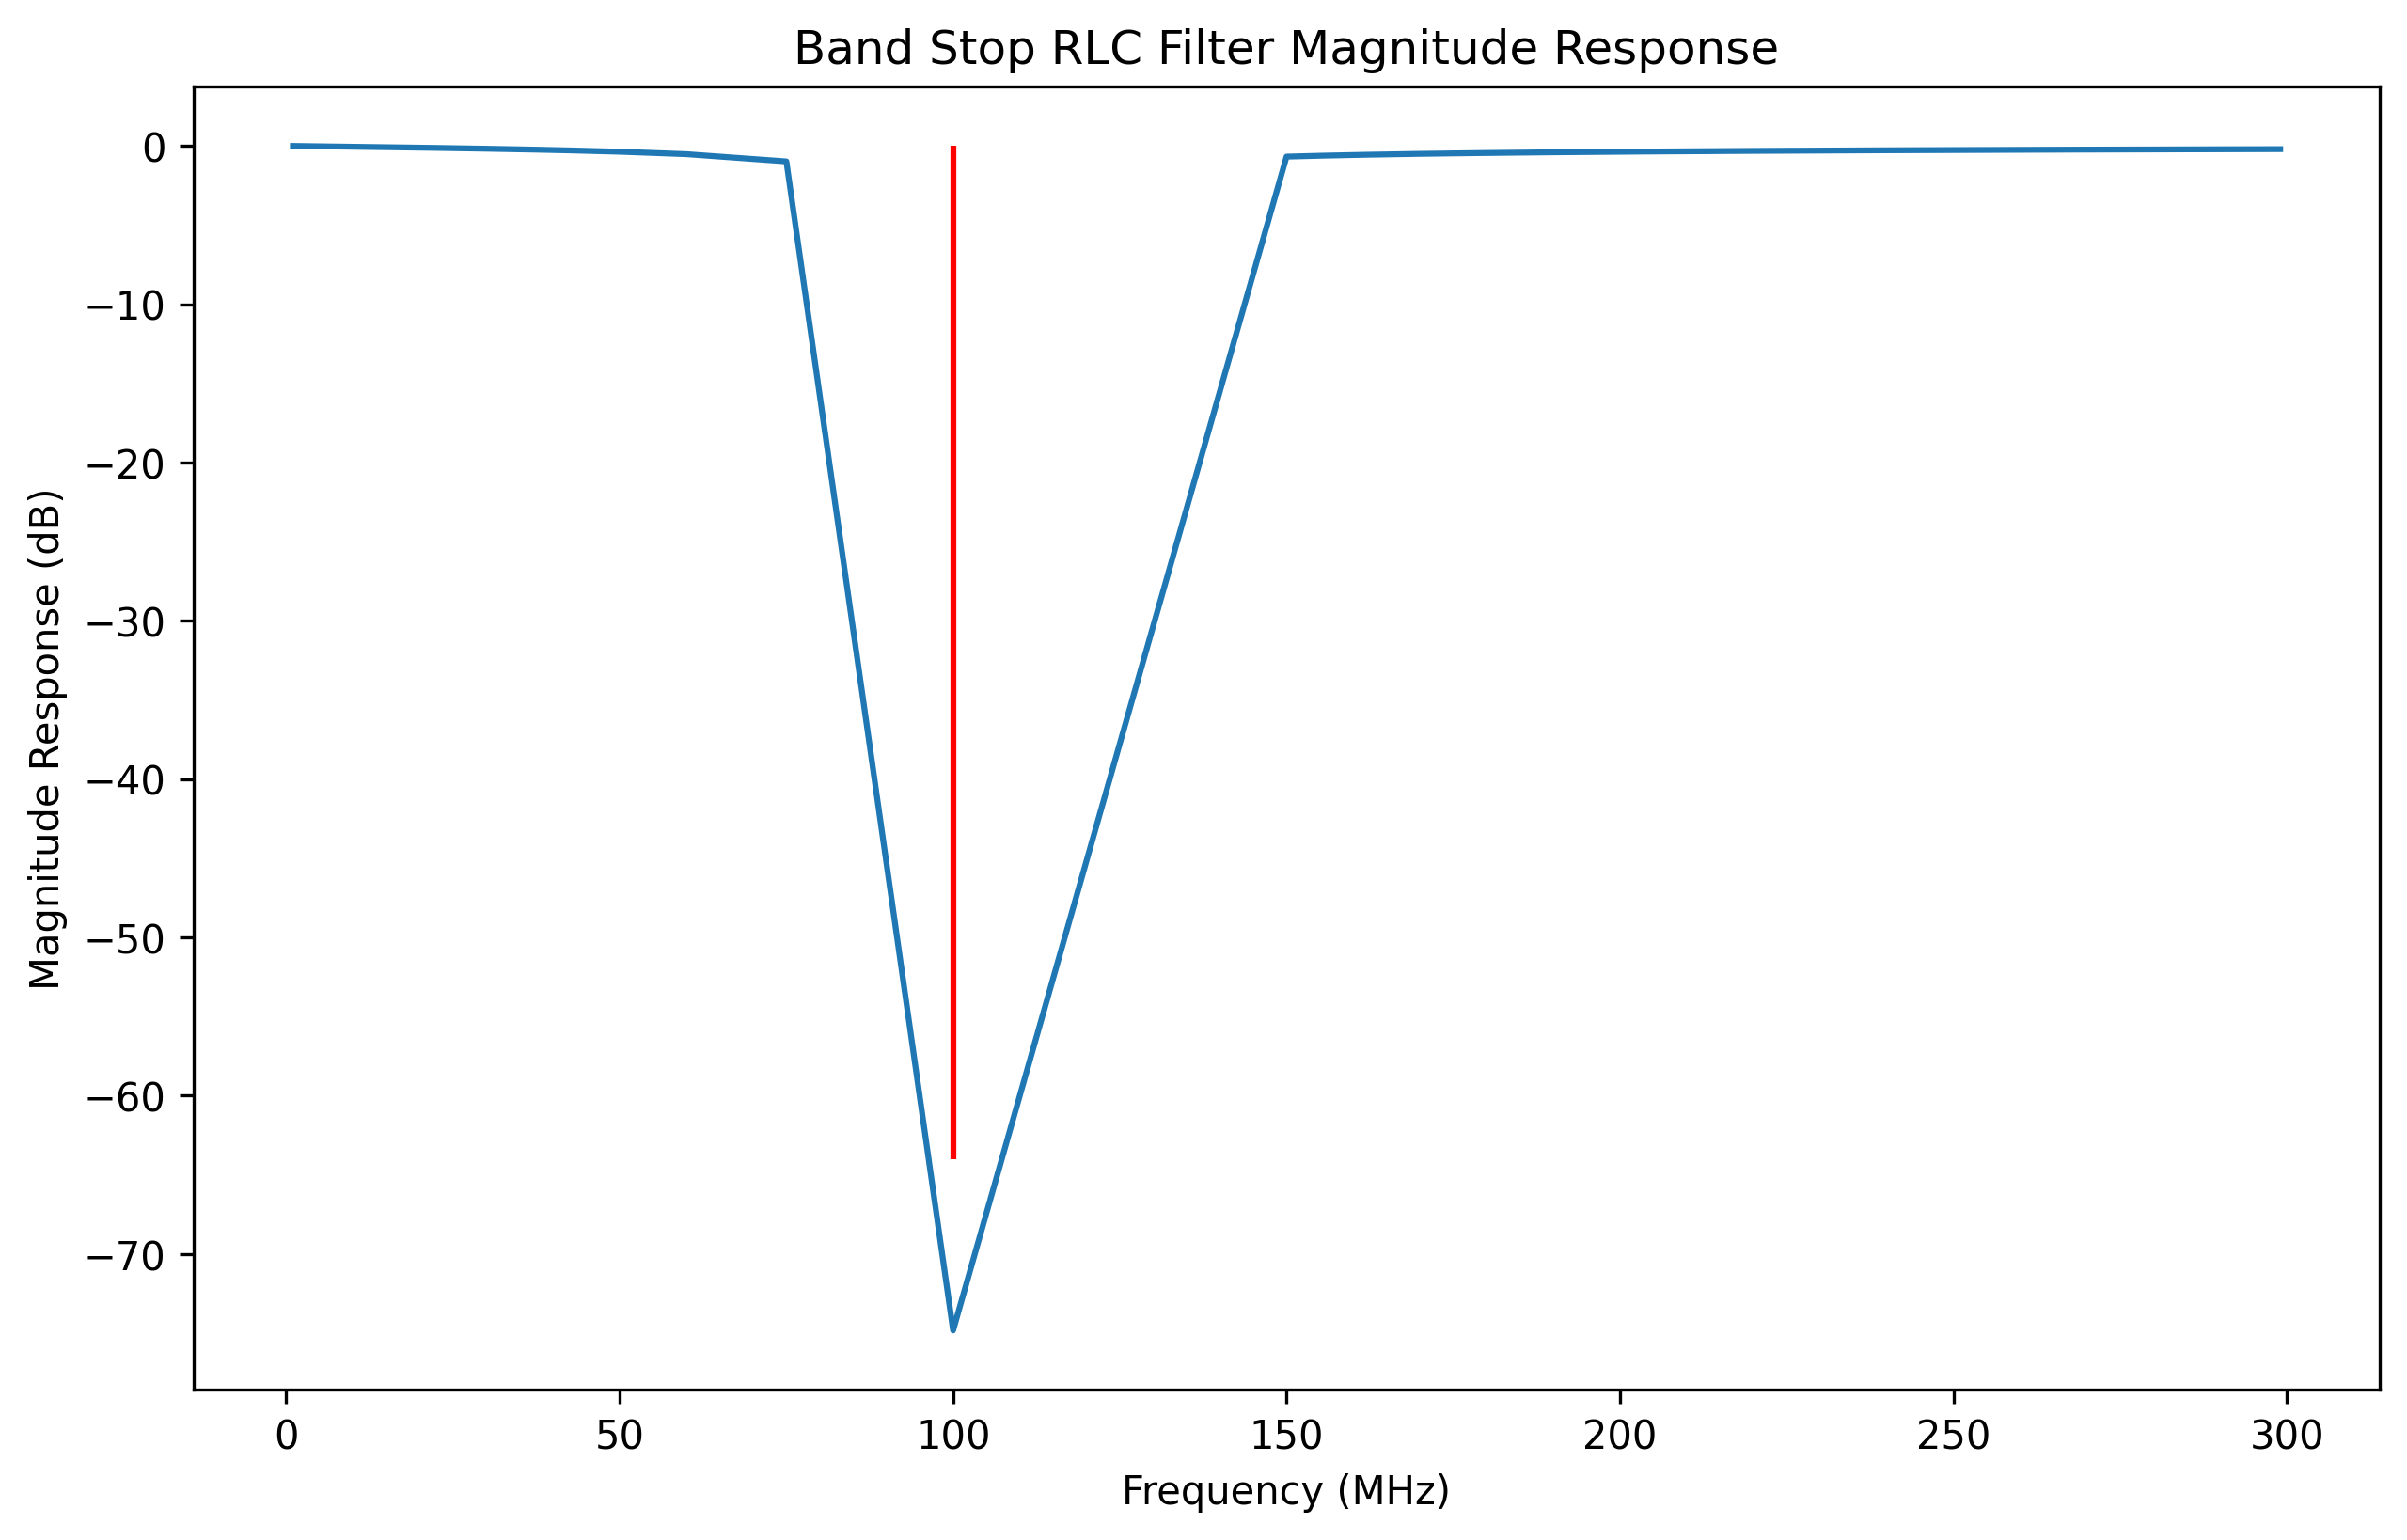 Band Stop RLC Filter Magnitude Response
Magnitude Response (dB)
0
−10
−20
−30
−40
−50
−60
−70
0 50 100 150 200 250 300
Frequency (MHz)